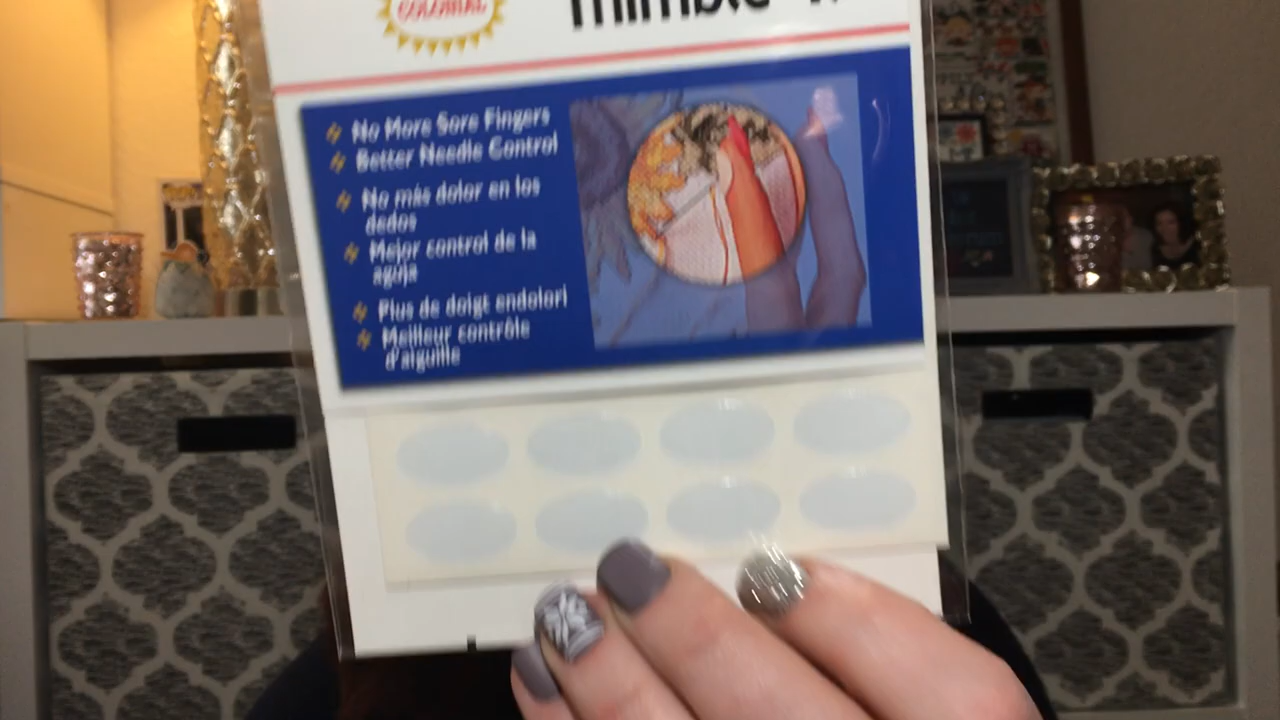 COLONIAL
Thimble-It
No More Sore Fingers
Better Needle Control
No más dolor en los
dedos
Mejor control de la
aguja
Plus de doigt endolori
Meilleur contrôle
d'aiguille